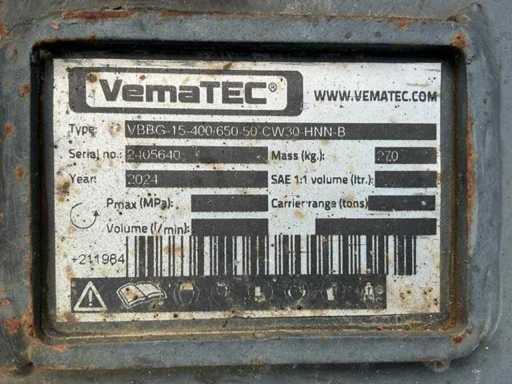 VemaTEC®
WWW.VEMATEC.COM
Type: VBBG-15-400/650-50-CW30-HNN-B
Serial no.: 2405640 Mass (kg.): 270
Year: 2024 SAE 1:1 volume (ltr.)
Pmax (MPa): Carrier range (tons)
Volume (l/min):
+211984